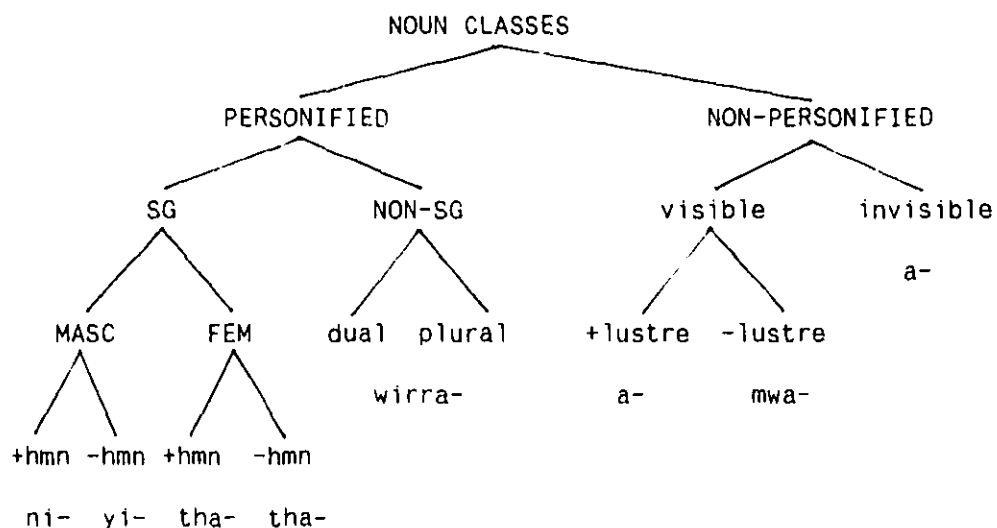 NOUN CLASSES
PERSONIFIED NON-PERSONIFIED
SG NON-SG visible invisible
a-
MASC FEM dual plural +lustre -lustre
wirra- a- mwa-
+hmn -hmn +hmn -hmn
ni- yi- tha- tha-